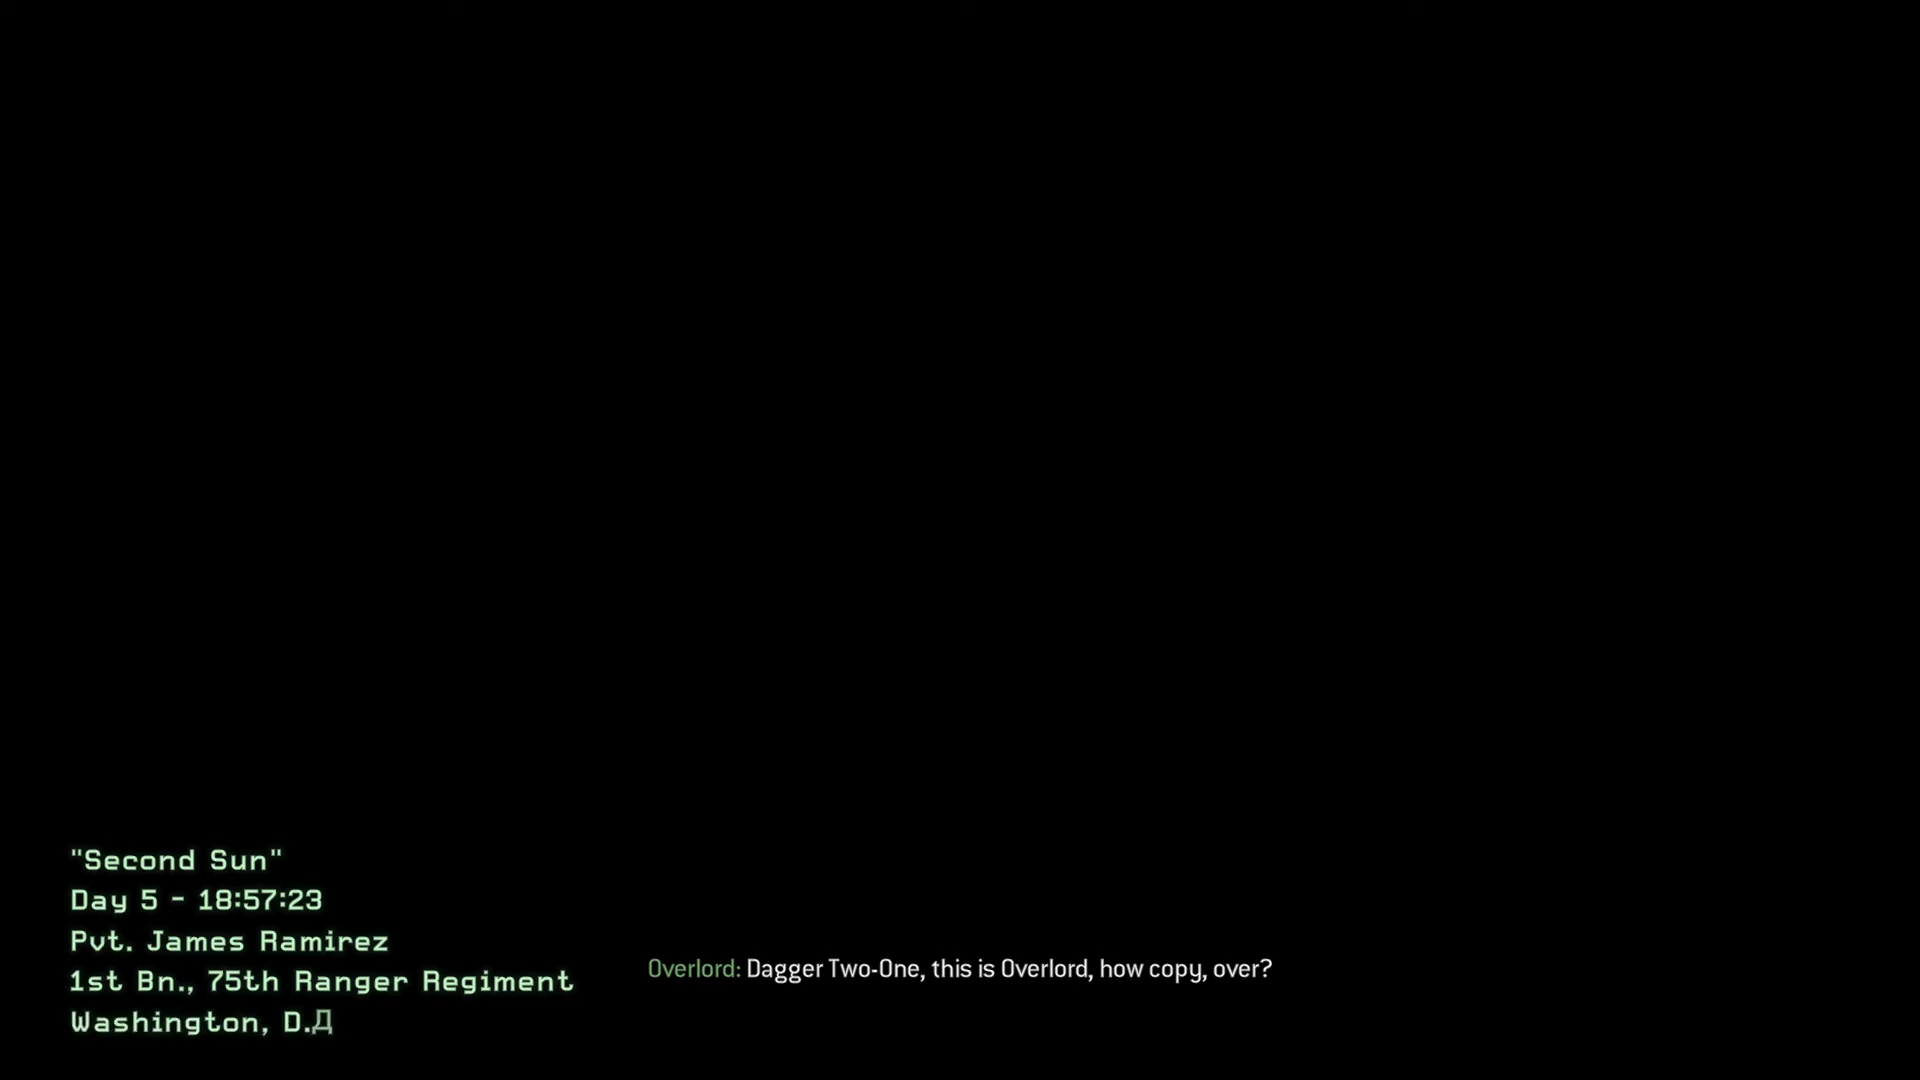 "Second Sun"
Day 5 - 18:57:23
Pvt. James Ramirez
1st Bn., 75th Ranger Regiment
Washington, D.Д
Overlord: Dagger Two-One, this is Overlord, how copy, over?